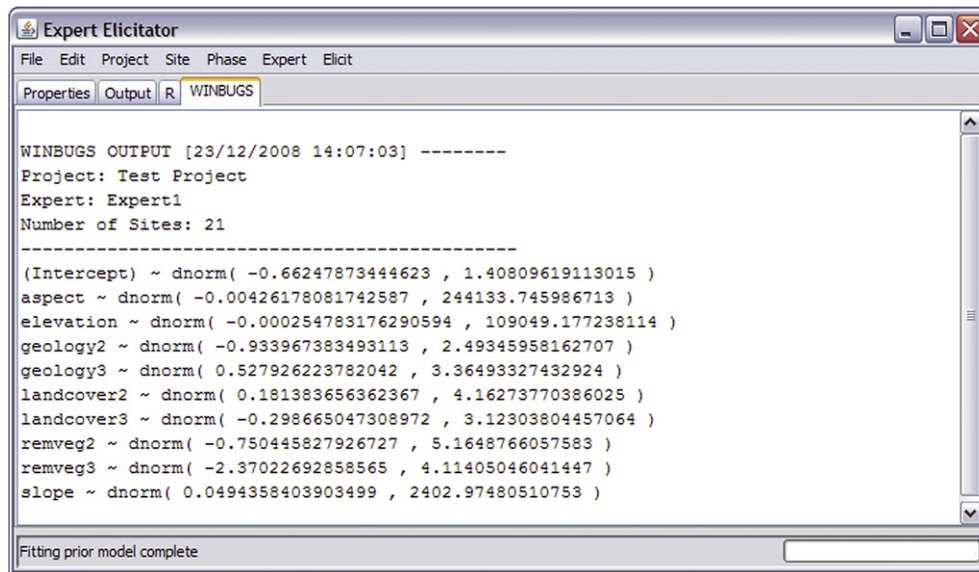 Expert Elicitator
File Edit Project Site Phase Expert Elicit
Properties Output R WINBUGS
WINBUGS OUTPUT [23/12/2008 14:07:03] --------
Project: Test Project
Expert: Expert1
Number of Sites: 21
----------------------------------------------
(Intercept) ~ dnorm( -0.66247873444623 , 1.40809619113015 )
aspect ~ dnorm( -0.00426178081742587 , 244133.745986713 )
elevation ~ dnorm( -0.000254783176290594 , 109049.177238114 )
geology2 ~ dnorm( -0.933967383493113 , 2.49345958162707 )
geology3 ~ dnorm( 0.527926223782042 , 3.36493327432924 )
landcover2 ~ dnorm( 0.181383656362367 , 4.16273770386025 )
landcover3 ~ dnorm( -0.298665047308972 , 3.12303804457064 )
remveg2 ~ dnorm( -0.750445827926727 , 5.1648766057583 )
remveg3 ~ dnorm( -2.37022692858565 , 4.11405046041447 )
slope ~ dnorm( 0.0494358403903499 , 2402.97480510753 )
Fitting prior model complete